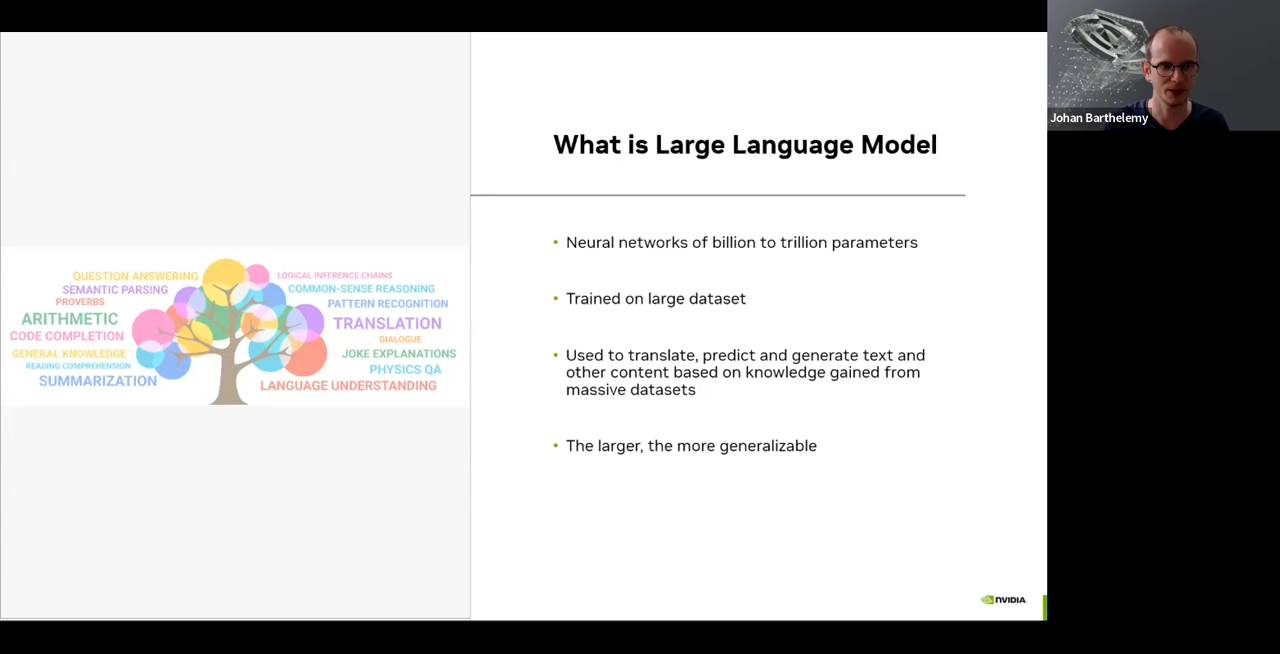 What is Large Language Model
• Neural networks of billion to trillion parameters
• Trained on large dataset
• Used to translate, predict and generate text and
other content based on knowledge gained from
massive datasets
• The larger, the more generalizable
QUESTION ANSWERING
SEMANTIC PARSING
PROVERBS
ARITHMETIC
CODE COMPLETION
GENERAL KNOWLEDGE
READING COMPREHENSION
SUMMARIZATION
LOGICAL INFERENCE CHAINS
COMMON-SENSE REASONING
PATTERN RECOGNITION
TRANSLATION
DIALOGUE
JOKE EXPLANATIONS
PHYSICS QA
LANGUAGE UNDERSTANDING
NVIDIA
Johan Barthelemy